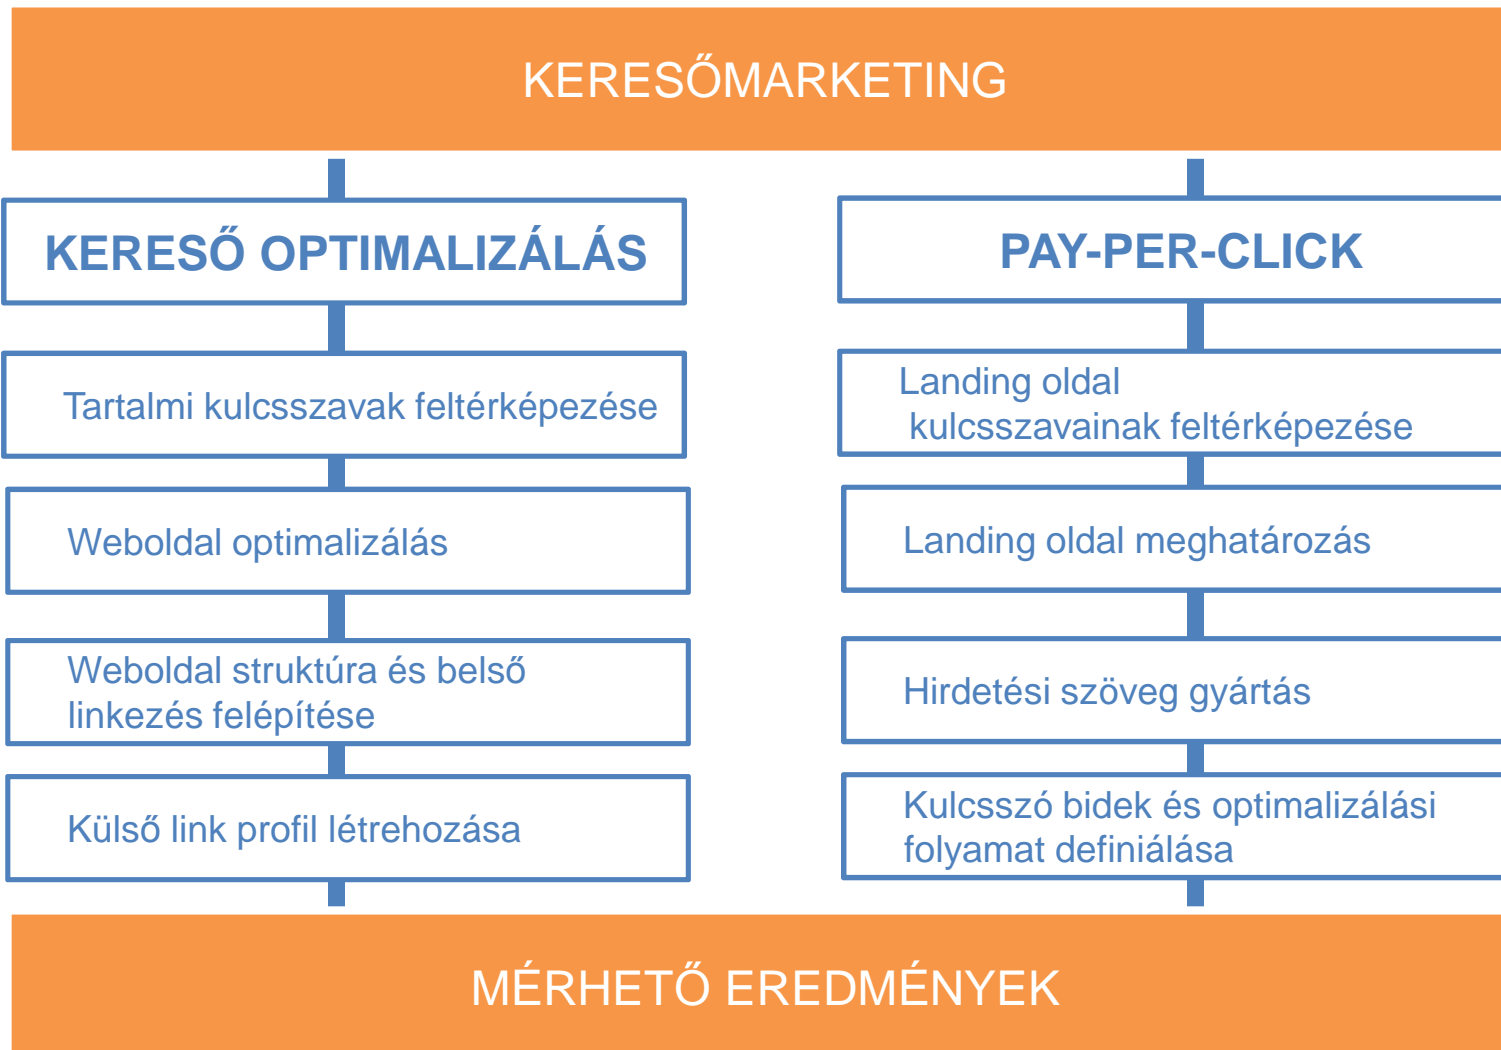 KERESŐMARKETING
KERESŐ OPTIMALIZÁLÁS
Tartalmi kulcsszavak feltérképezése
Weboldal optimalizálás
Weboldal struktúra és belső
linkezés felépítése
Külső link profil létrehozása
PAY-PER-CLICK
Landing oldal
kulcsszavainak feltérképezése
Landing oldal meghatározás
Hirdetési szöveg gyártás
Kulcsszó bidek és optimalizálási
folyamat definiálása
MÉRHETŐ EREDMÉNYEK